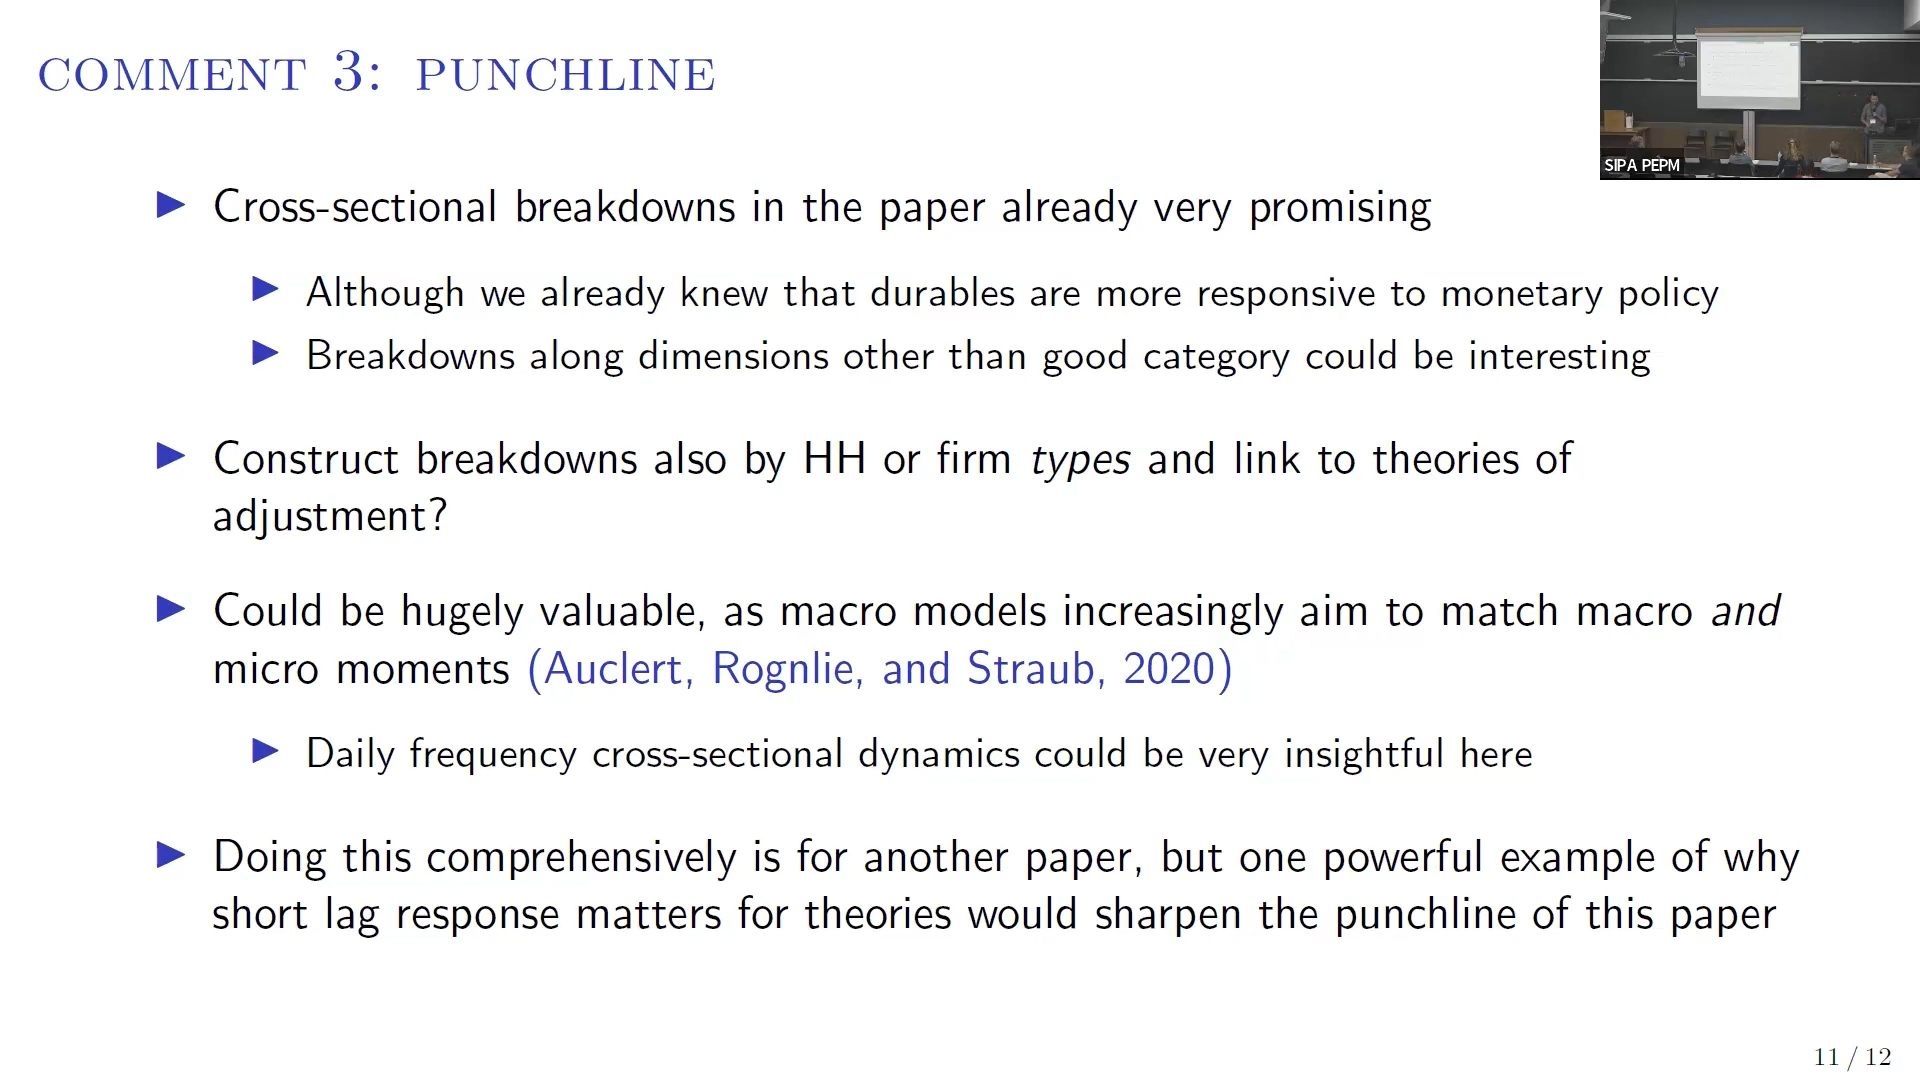 COMMENT 3: PUNCHLINE
SIPA PEPM
Cross-sectional breakdowns in the paper already very promising
Although we already knew that durables are more responsive to monetary policy
Breakdowns along dimensions other than good category could be interesting
Construct breakdowns also by HH or firm types and link to theories of
adjustment?
Could be hugely valuable, as macro models increasingly aim to match macro and
micro moments (Auclert, Rognlie, and Straub, 2020)
Daily frequency cross-sectional dynamics could be very insightful here
Doing this comprehensively is for another paper, but one powerful example of why
short lag response matters for theories would sharpen the punchline of this paper
11 / 12